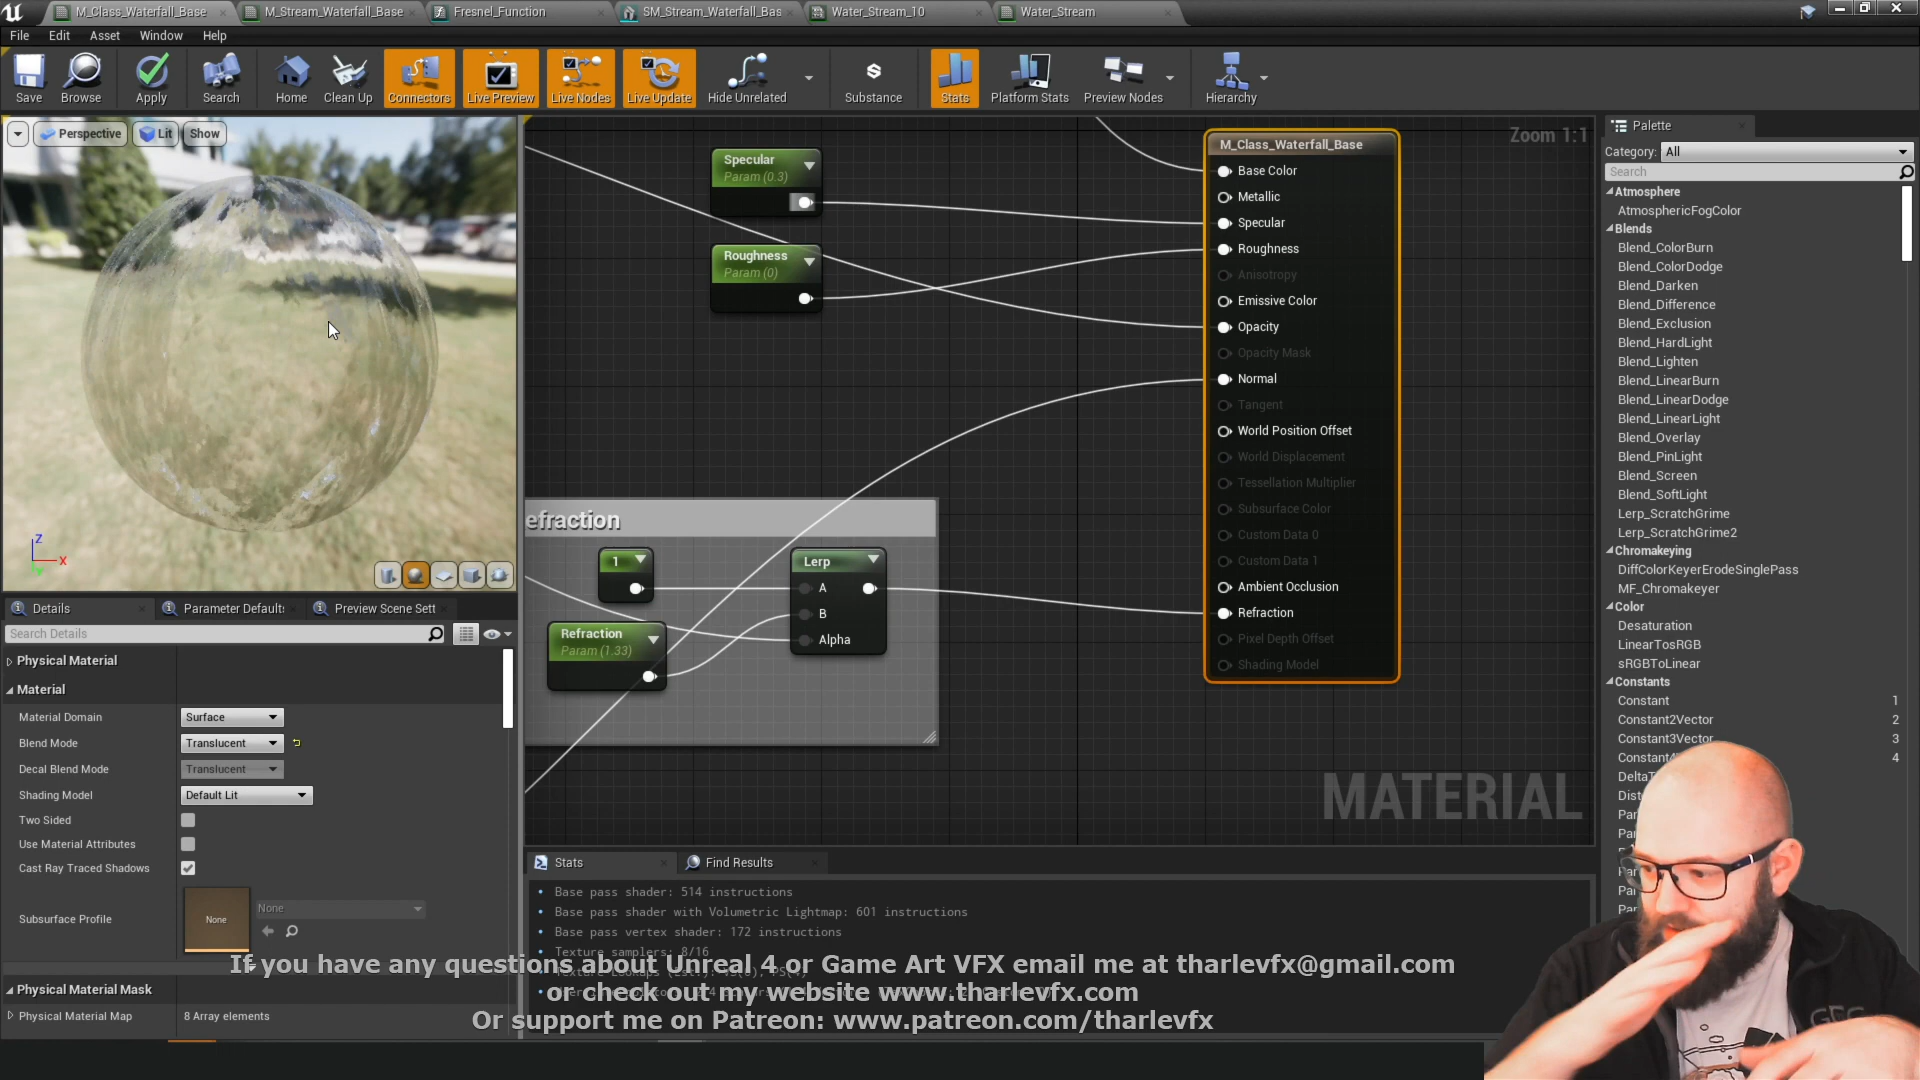 M_Class_Waterfall_Base
M_Stream_Waterfall_Base
Fresnel_Function
SM_Stream_Waterfall_Bas
Water_Stream_10
Water_Stream
File
Edit
Asset
Window
Help
Save
Browse
Apply
Search
Home
Clean Up
Connectors
Live Preview
Live Nodes
Live Update
Hide Unrelated
Substance
Stats
Platform Stats
Preview Nodes
Hierarchy
Perspective
Lit
Show
Z
X
Y
Details
Parameter Defaults
Preview Scene Sett
Search Details
Physical Material
Material
Material Domain
Surface
Blend Mode
Translucent
Decal Blend Mode
Translucent
Shading Model
Default Lit
Two Sided
Use Material Attributes
Cast Ray Traced Shadows
Subsurface Profile
None
None
Physical Material Mask
Physical Material Map
8 Array elements
Zoom 1:1
Specular
Param (0.3)
Roughness
Param (0)
efraction
1
Lerp
A
B
Alpha
Refraction
Param (1.33)
M_Class_Waterfall_Base
Base Color
Metallic
Specular
Roughness
Anisotropy
Emissive Color
Opacity
Opacity Mask
Normal
Tangent
World Position Offset
World Displacement
Tessellation Multiplier
Subsurface Color
Custom Data 0
Custom Data 1
Ambient Occlusion
Refraction
Pixel Depth Offset
Shading Model
MATERIAL
Stats
Find Results
Base pass shader: 514 instructions
Base pass shader with Volumetric Lightmap: 601 instructions
Base pass vertex shader: 172 instructions
Texture samplers: 8/16
If you have any questions about Unreal 4 or Game Art VFX email me at tharlevfx@gmail.com
or check out my website www.tharlevfx.com
Or support me on Patreon: www.patreon.com/tharlevfx
Palette
Category: All
Search
Atmosphere
AtmosphericFogColor
Blends
Blend_ColorBurn
Blend_ColorDodge
Blend_Darken
Blend_Difference
Blend_Exclusion
Blend_HardLight
Blend_Lighten
Blend_LinearBurn
Blend_LinearDodge
Blend_LinearLight
Blend_Overlay
Blend_PinLight
Blend_Screen
Blend_SoftLight
Lerp_ScratchGrime
Lerp_ScratchGrime2
Chromakeying
DiffColorKeyerErodeSinglePass
MF_Chromakeyer
Color
Desaturation
LinearTosRGB
sRGBToLinear
Constants
Constant 1
Constant2Vector 2
Constant3Vector 3
Constant4 4
DeltaT
Dist
Par
Par
Par
Par
Par